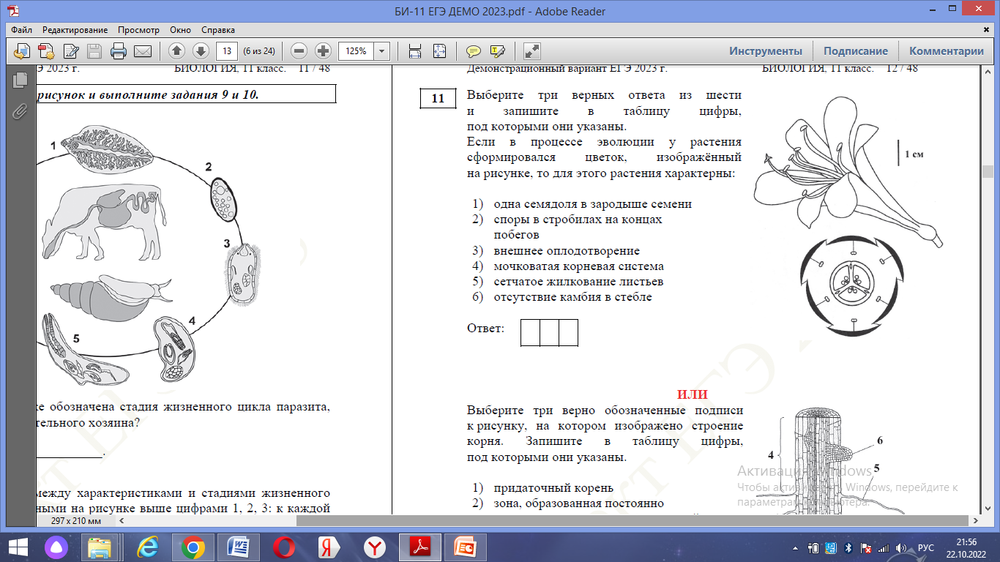 БИ-11 ЕГЭ ДЕМО 2023.pdf - Adobe Reader
Файл Редактирование Просмотр Окно Справка
13 (6 из 24) 125% Инструменты Подписание Комментарии
Э 2023 г. БИОЛОГИЯ, 11 класс. 11 / 48
рисунок и выполните задания 9 и 10.
1
2
3
4
5
же обозначена стадия жизненного цикла паразита,
тельного хозяина?
между характеристиками и стадиями жизненного
ными на рисунке выше цифрами 1, 2, 3: к каждой
Демонстрационный вариант ЕГЭ 2023 г. БИОЛОГИЯ, 11 класс. 12 / 48
11
Выберите три верных ответа из шести
и запишите в таблицу цифры,
под которыми они указаны.
Если в процессе эволюции у растения
сформировался цветок, изображённый
на рисунке, то для этого растения характерны:
1) одна семядоля в зародыше семени
2) споры в стробилах на концах
побегов
3) внешнее оплодотворение
4) мочковатая корневая система
5) сетчатое жилкование листьев
6) отсутствие камбия в стебле
Ответ:
1 см
ИЛИ
Выберите три верно обозначенные подписи
к рисунку, на котором изображено строение
корня. Запишите в таблицу цифры,
под которыми они указаны.
1) придаточный корень
2) зона, образованная постоянно
4
6
5
Активация Windows
Чтобы активировать Windows, перейдите к
параметрам компьютера.
297 x 210 мм
РУС
21:56
22.10.2022